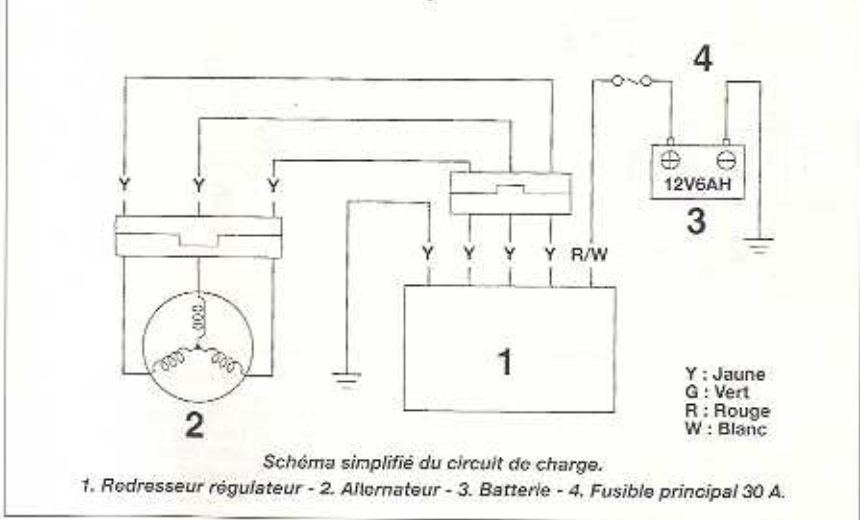 4
12V6AH
3
Y Y Y
Y Y Y Y R/W
1
2
Y : Jaune
G : Vert
R : Rouge
W : Blanc
Schéma simplifié du circuit de charge.
1. Redresseur régulateur - 2. Alternateur - 3. Batterie - 4. Fusible principal 30 A.